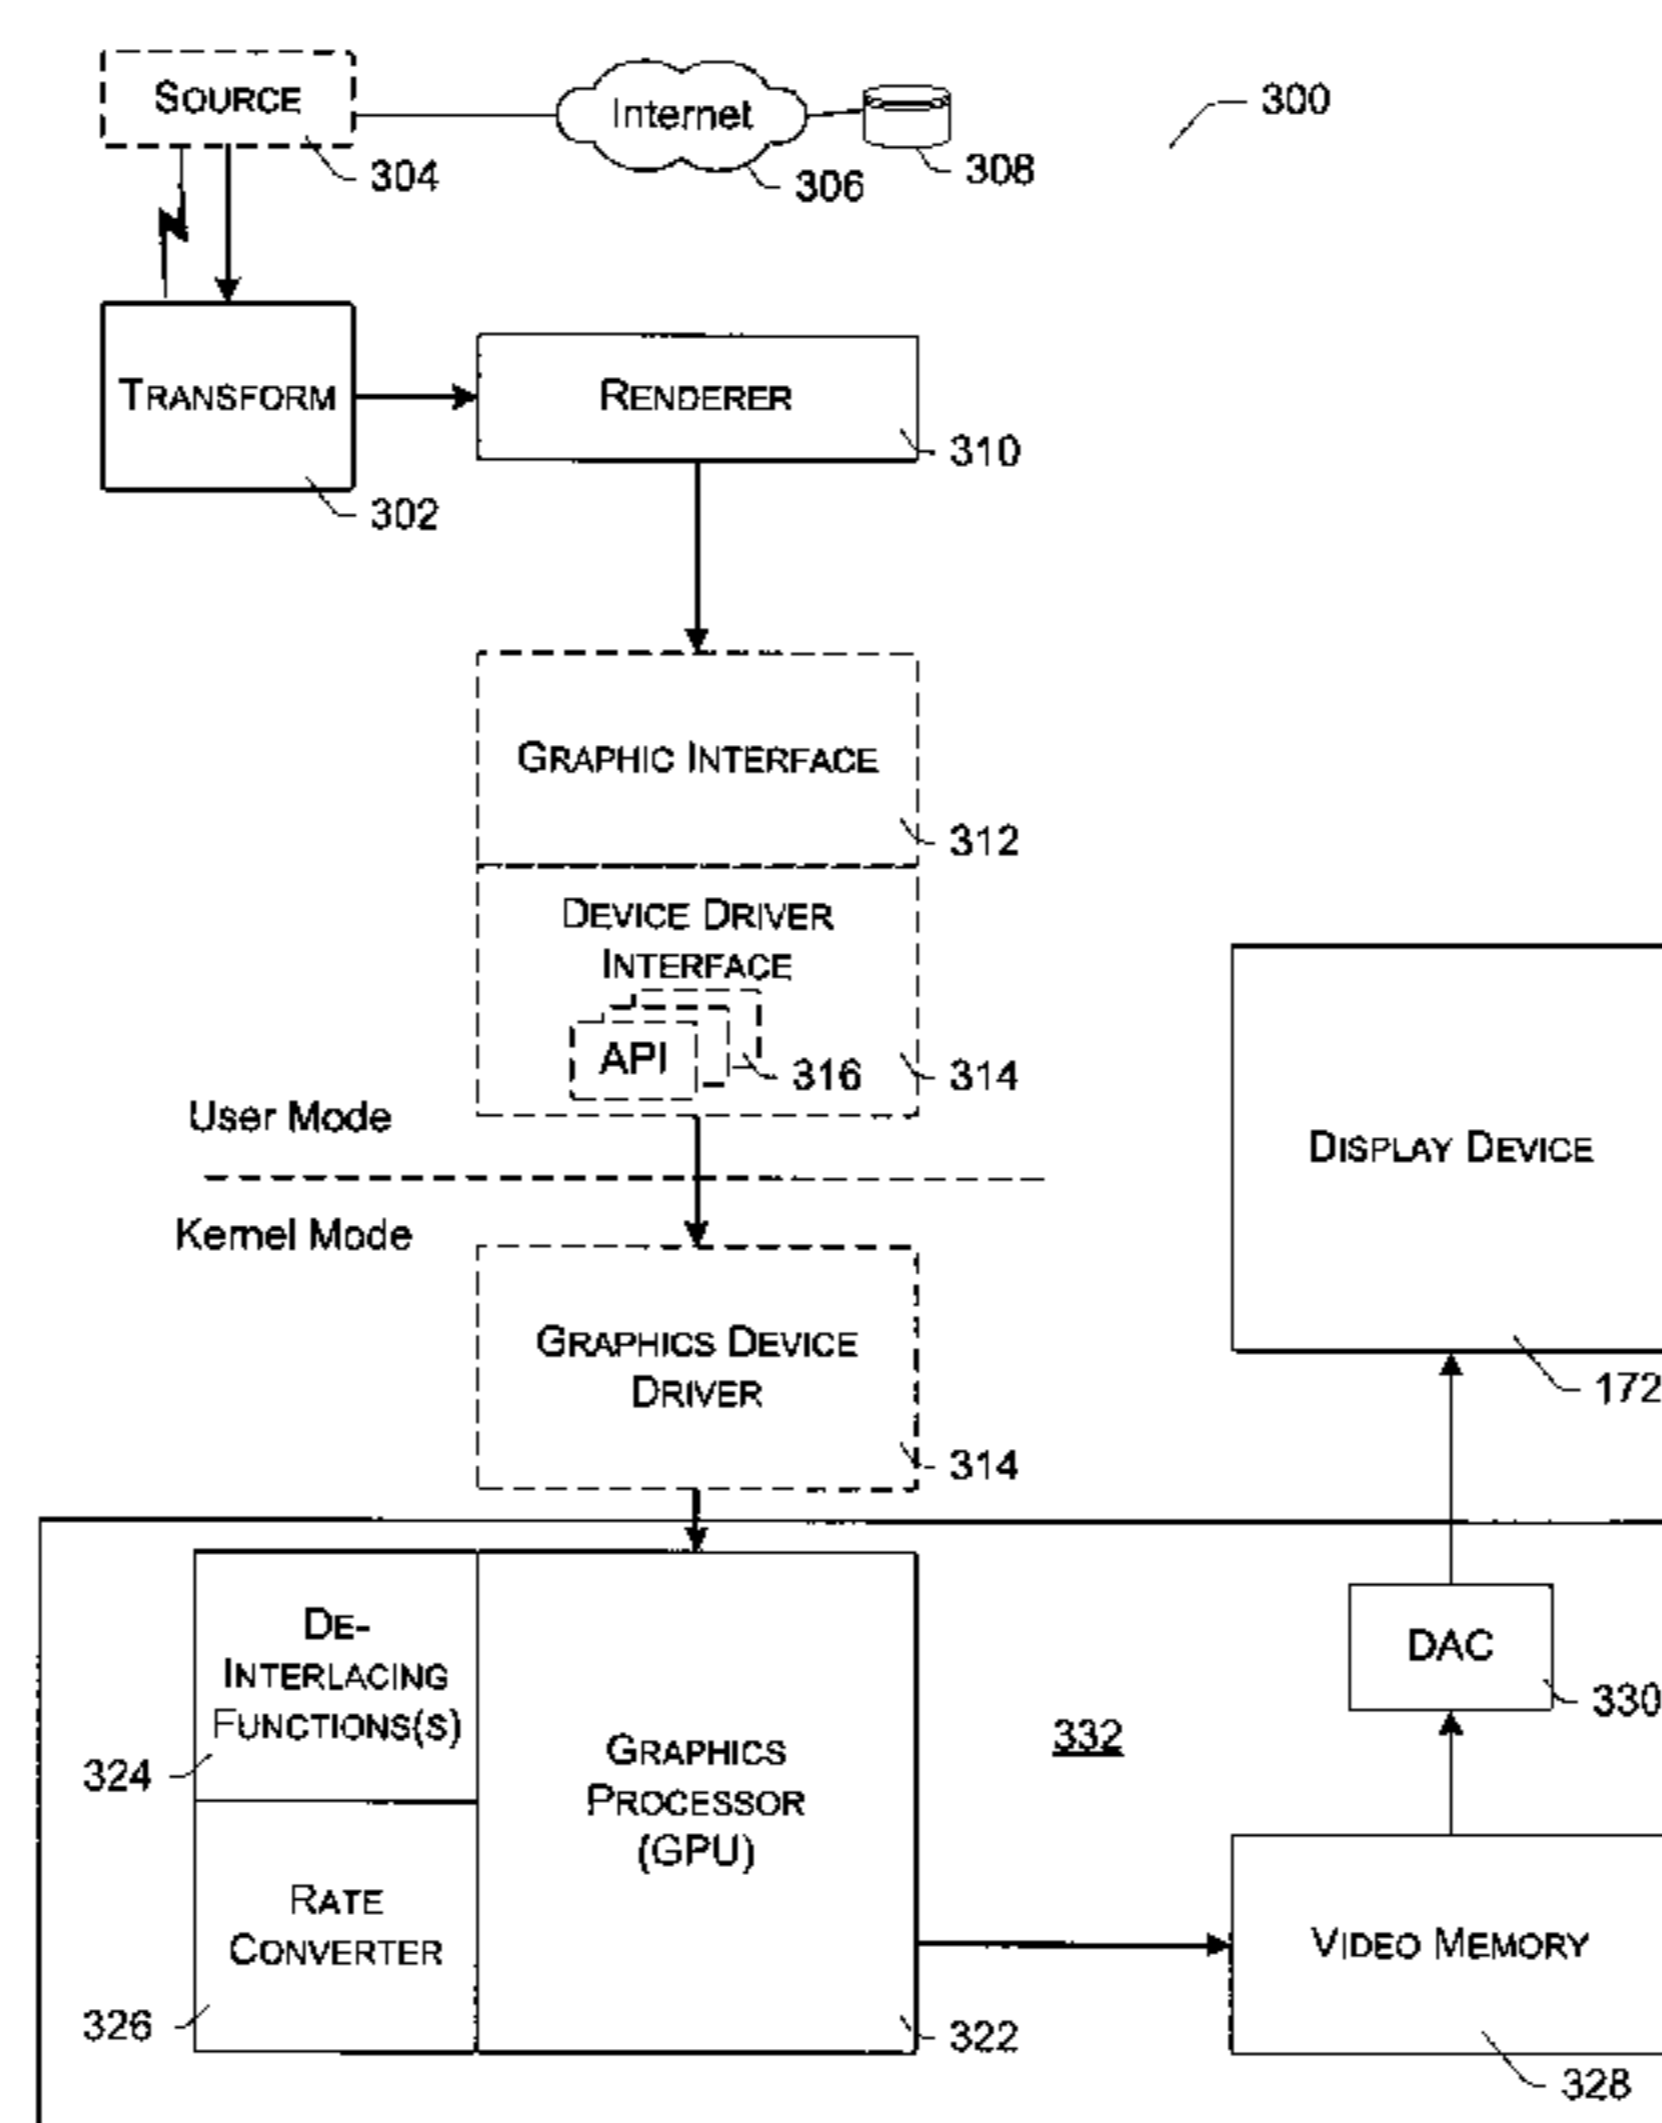 SOURCE
304
Internet
306
308
300
TRANSFORM
302
RENDERER
310
GRAPHIC INTERFACE
312
DEVICE DRIVER
INTERFACE
API
316
314
User Mode
Kernel Mode
GRAPHICS DEVICE
DRIVER
314
DISPLAY DEVICE
172
DE-
INTERLACING
FUNCTIONS(S)
324
RATE
CONVERTER
326
GRAPHICS
PROCESSOR
(GPU)
322
332
DAC
330
VIDEO MEMORY
328